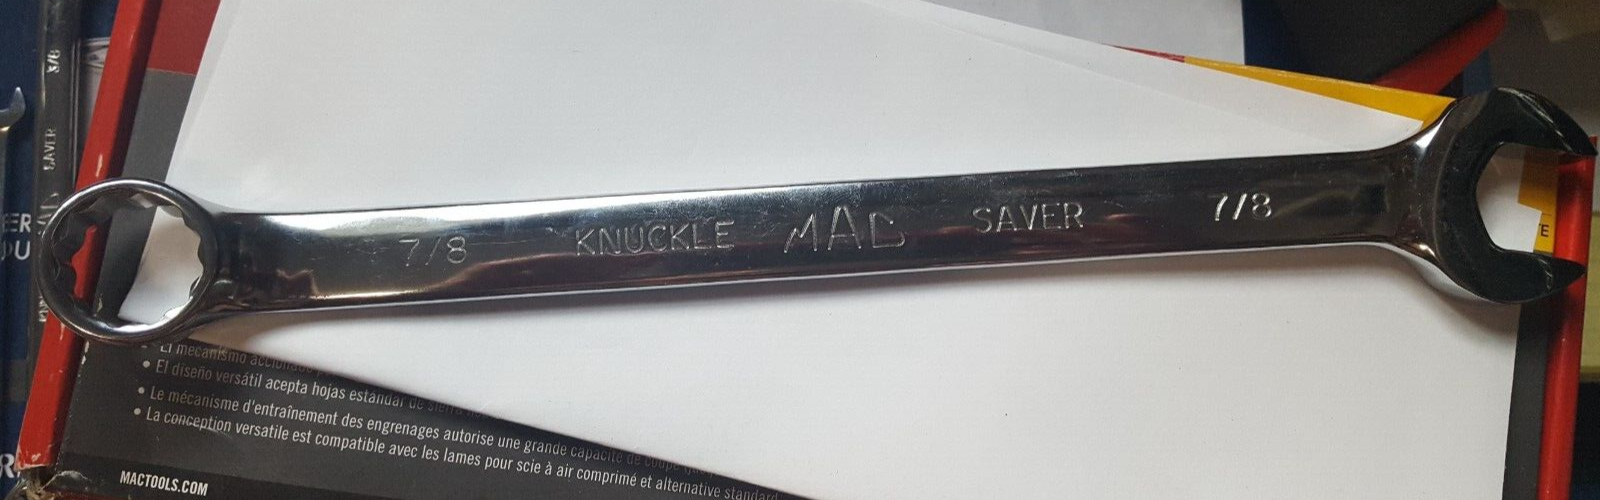 7/8 KNUCKLE MAC SAVER 7/8
3/8
SAVER
El mecanismo
• El diseño versátil acepta hojas estándar de sierra
• Le mécanisme d'entraînement des engrenages autorise une grande capacité de coupe
• La conception versatile est compatible avec les lames pour scie à air comprimé et alternative standard
MACTOOLS.COM